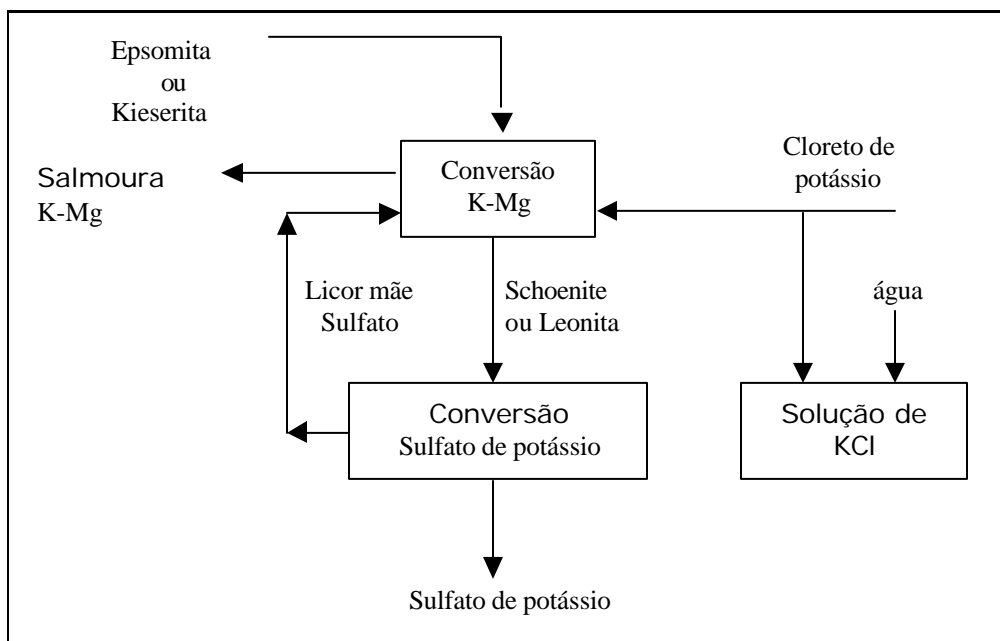 Epsomita
ou
Kieserita
Salmoura
K-Mg
Conversão
K-Mg
Cloreto de
potássio
Licor mãe
Sulfato
Schoenite
ou Leonita
água
Conversão
Sulfato de potássio
Solução de
KCl
Sulfato de potássio